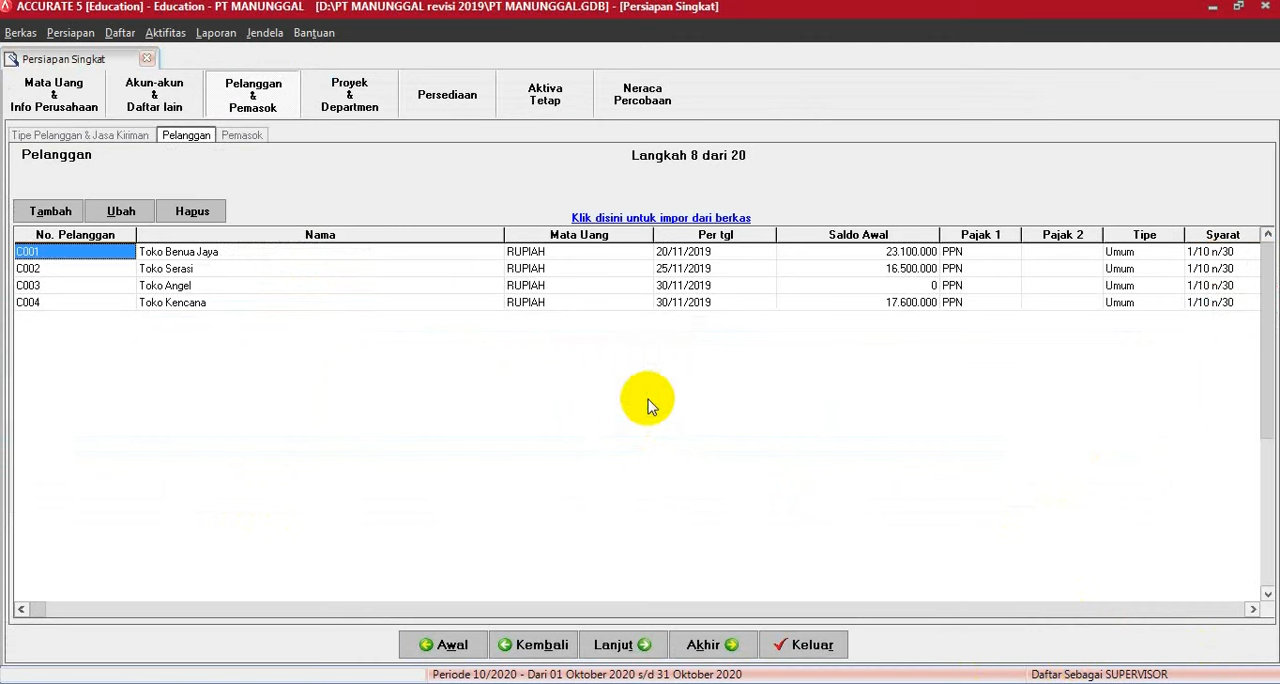 ACCURATE 5 [Education] - Education - PT MANUNGGAL [D:\PT MANUNGGAL revisi 2019\PT MANUNGGAL.GDB] - [Persiapan Singkat]
Berkas Persiapan Daftar Aktifitas Laporan Jendela Bantuan
Persiapan Singkat
Mata Uang & Info Perusahaan
Akun-akun & Daftar lain
Pelanggan & Pemasok
Proyek & Departmen
Persediaan
Aktiva Tetap
Neraca Percobaan
Tipe Pelanggan & Jasa Kiriman Pelanggan Pemasok
Pelanggan Langkah 8 dari 20
Tambah Ubah Hapus
Klik disini untuk impor dari berkas
No. Pelanggan Nama Mata Uang Per tgl Saldo Awal Pajak 1 Pajak 2 Tipe Syarat
C001 Toko Benua Jaya RUPIAH 20/11/2019 23.100.000 PPN Umum 1/10 n/30
C002 Toko Serasi RUPIAH 25/11/2019 16.500.000 PPN Umum 1/10 n/30
C003 Toko Angel RUPIAH 30/11/2019 0 PPN Umum 1/10 n/30
C004 Toko Kencana RUPIAH 30/11/2019 17.600.000 PPN Umum 1/10 n/30
Awal Kembali Lanjut Akhir Keluar
Periode 10/2020 - Dari 01 Oktober 2020 s/d 31 Oktober 2020 Daftar Sebagai SUPERVISOR